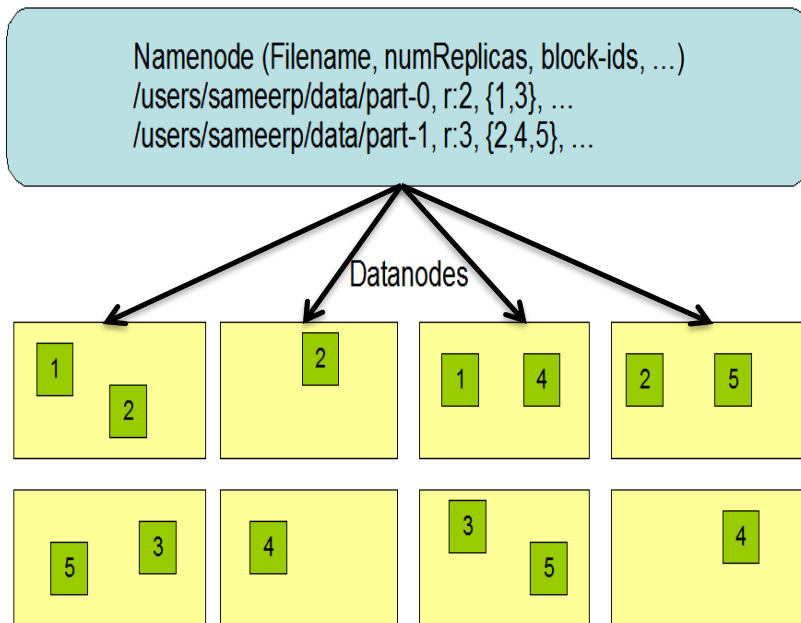 Namenode (Filename, numReplicas, block-ids, …)
/users/sameerp/data/part-0, r:2, {1,3}, …
/users/sameerp/data/part-1, r:3, {2,4,5}, …
Datanodes
1
2
2
1 4
2 5
5 3
4
3
5
4